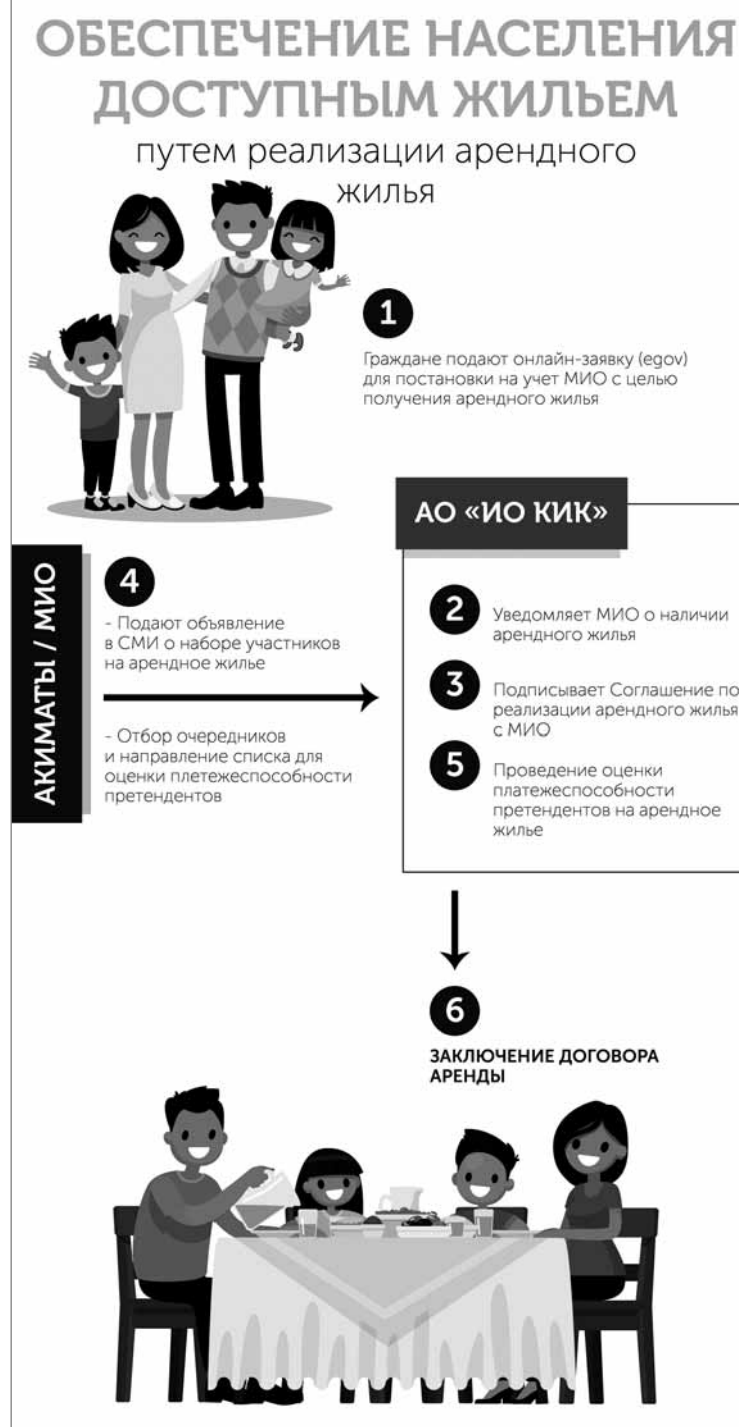 ОБЕСПЕЧЕНИЕ НАСЕЛЕНИЯ
ДОСТУПНЫМ ЖИЛЬЕМ
путем реализации арендного
жилья
1
Граждане подают онлайн-заявку (egov)
для постановки на учет МИО с целью
получения арендного жилья
АО «ИО КИК»
2
Уведомляет МИО о наличии
арендного жилья
3
Подписывает Соглашение по
реализации арендного жилья
с МИО
5
Проведение оценки
платежеспособности
претендентов на арендное
жилье
АКИМАТЫ / МИО
4
- Подают объявление
в СМИ о наборе участников
на арендное жилье
- Отбор очередников
и направление списка для
оценки плетежеспособности
претендентов
6
ЗАКЛЮЧЕНИЕ ДОГОВОРА
АРЕНДЫ